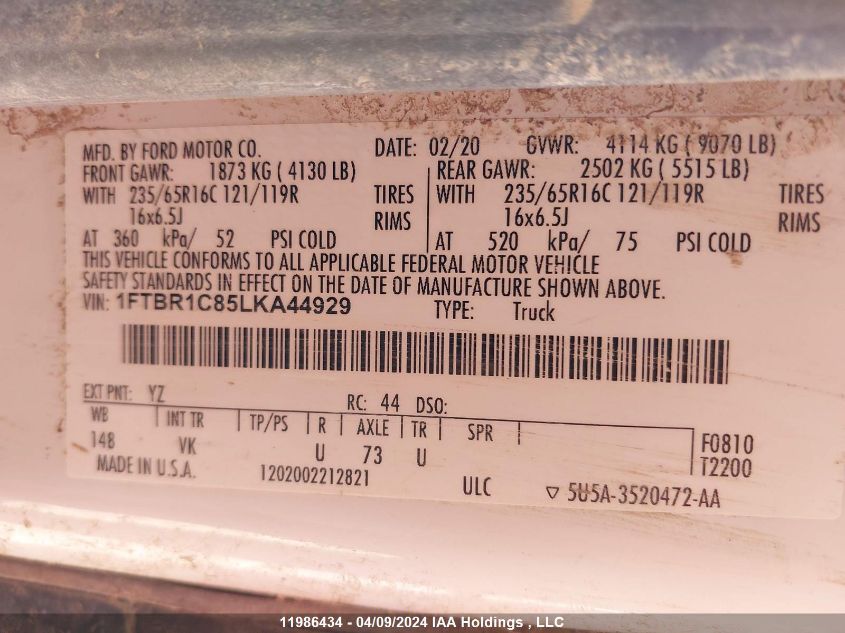 MFD. BY FORD MOTOR CO. DATE: 02/20 GVWR: 4114 KG ( 9070 LB)
FRONT GAWR: 1873 KG ( 4130 LB) REAR GAWR: 2502 KG ( 5515 LB)
WITH 235/65R16C 121/119R TIRES WITH 235/65R16C 121/119R TIRES
16x6.5J RIMS 16x6.5J RIMS
AT 360 kPa/ 52 PSI COLD AT 520 kPa/ 75 PSI COLD
THIS VEHICLE CONFORMS TO ALL APPLICABLE FEDERAL MOTOR VEHICLE
SAFETY STANDARDS IN EFFECT ON THE DATE OF MANUFACTURE SHOWN ABOVE.
VIN: 1FTBR1C85LKA44929 TYPE: Truck
EXT PNT: YZ RC: 44 DSO:
WB INT TR TP/PS R AXLE TR SPR F0810
148 VK U 73 U T2200
MADE IN U.S.A. 1202002212821 ULC ▽ 5U5A-3520472-AA
11986434 - 04/09/2024 IAA Holdings , LLC